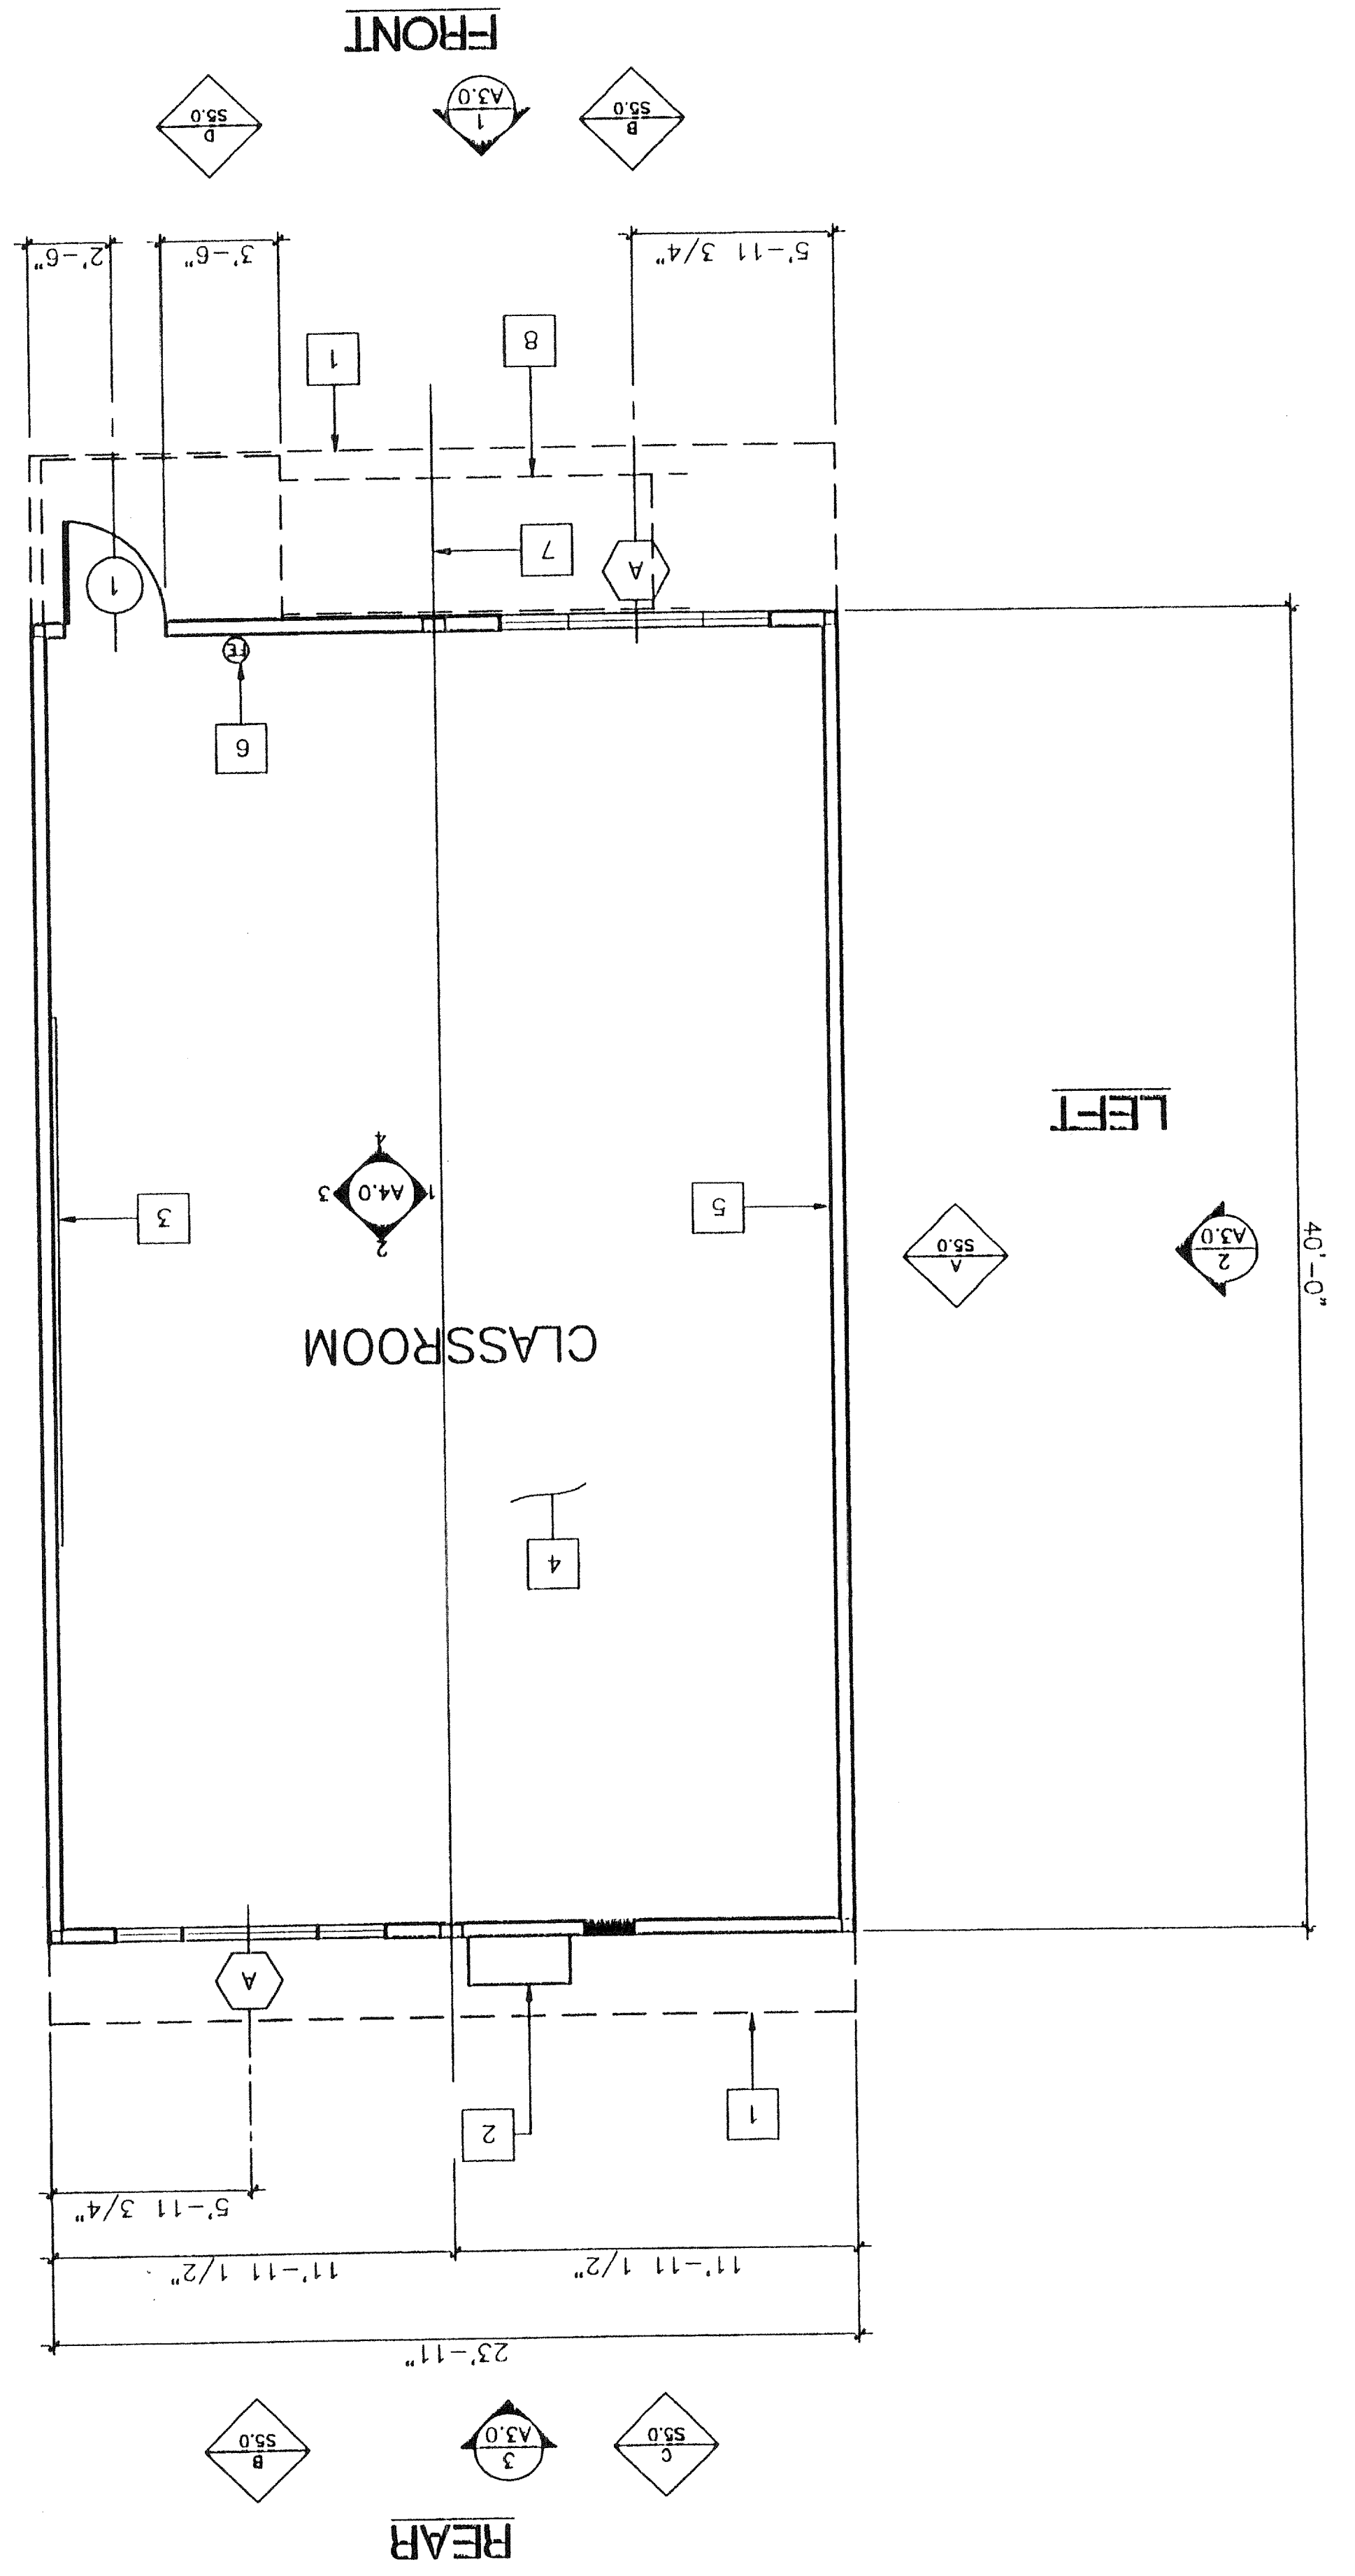 REAR
C
S5.0
3
A3.0
B
S5.0
23'-11"
11'-11 1/2"
11'-11 1/2"
5'-11 3/4"
1
2
A
4
CLASSROOM
40'-0"
2
A3.0
A
S5.0
5
2
1
A4.0
3
4
3
LEFT
6
FE
A
7
1
8
1
5'-11 3/4"
3'-6"
2'-6"
B
S5.0
1
A3.0
D
S5.0
FRONT